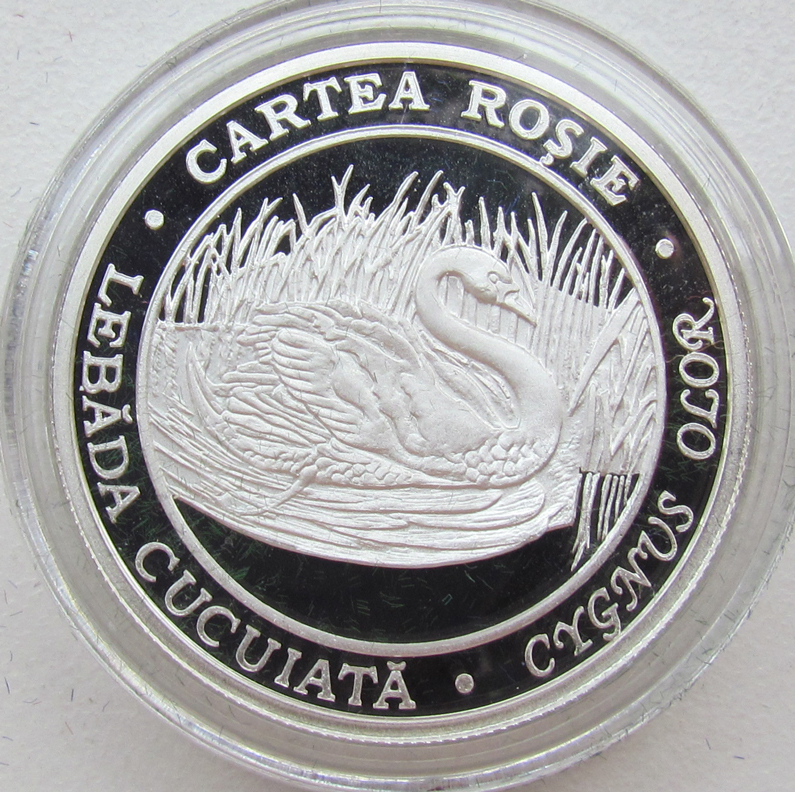 CARTEA ROȘIE
LEBĂDA CUCUIATĂ
CYGNUS OLOR